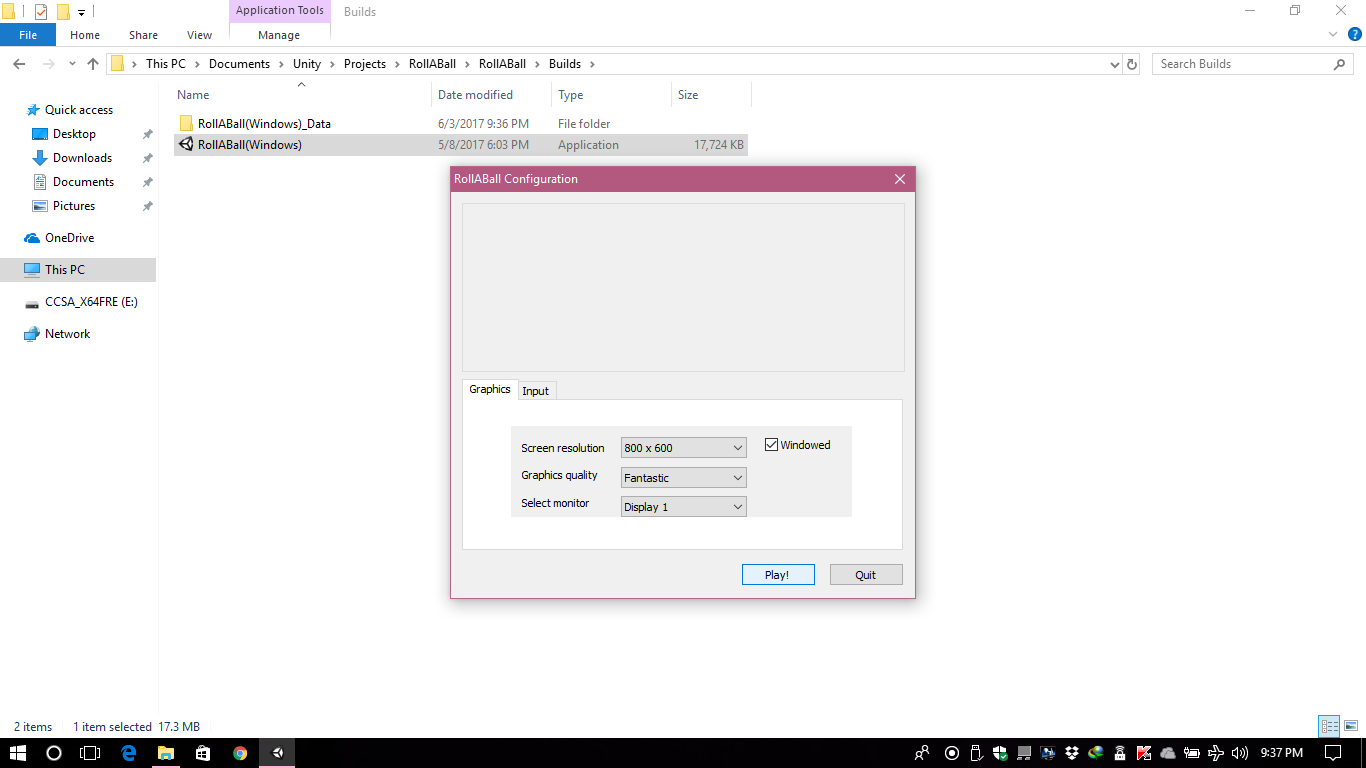 Application Tools
Builds
File Home Share View Manage
This PC Documents Unity Projects RollABall RollABall Builds
Search Builds
Name Date modified Type Size
Quick access
Desktop
Downloads
Documents
Pictures
OneDrive
This PC
CCSA_X64FRE (E:)
Network
RollABall(Windows)_Data 6/3/2017 9:36 PM File folder
RollABall(Windows) 5/8/2017 6:03 PM Application 17,724 KB
RollABall Configuration
Graphics Input
Screen resolution 800 x 600 Windowed
Graphics quality Fantastic
Select monitor Display 1
Play! Quit
2 items 1 item selected 17.3 MB
9:37 PM